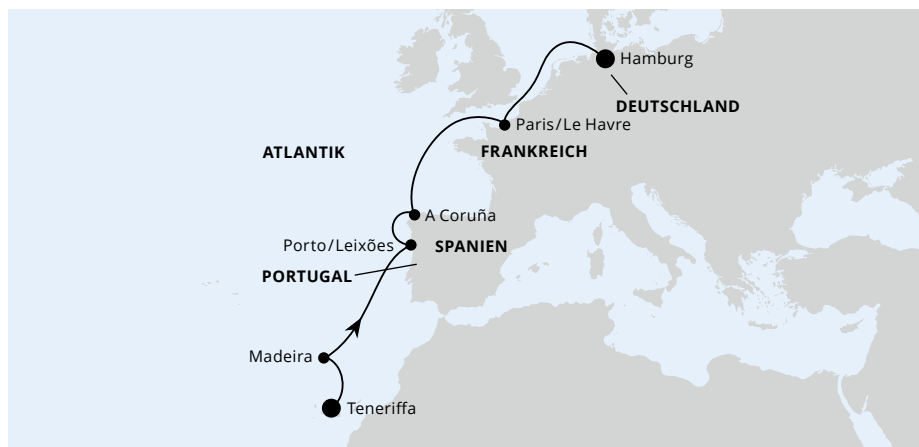 Hamburg
DEUTSCHLAND
Paris/Le Havre
ATLANTIK
FRANKREICH
A Coruña
Porto/Leixões
SPANIEN
PORTUGAL
Madeira
Teneriffa